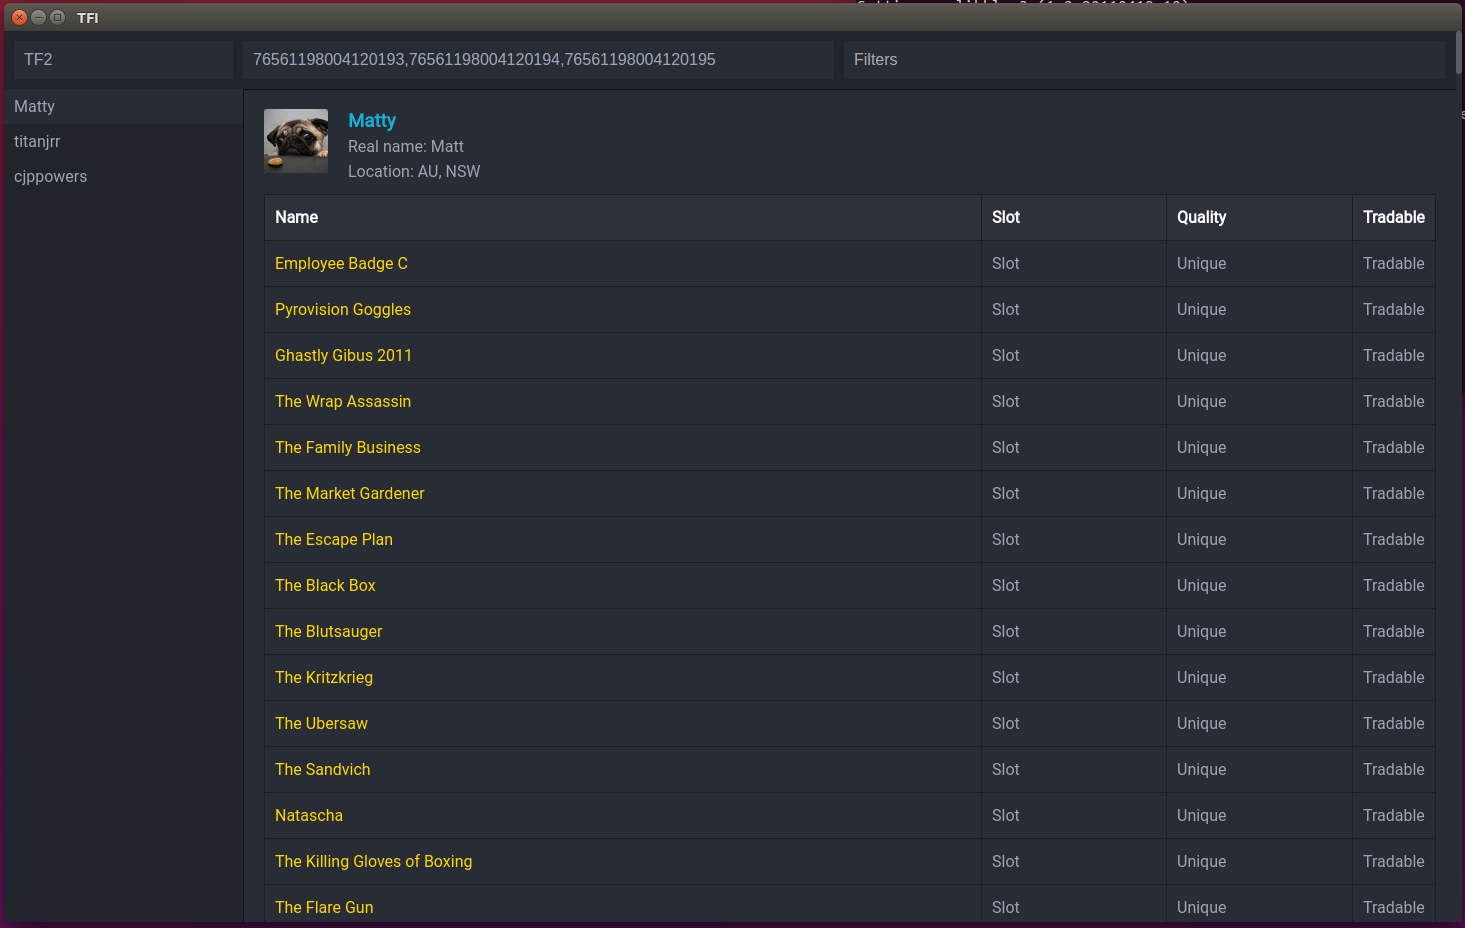 TFI
TF2
76561198004120193,76561198004120194,76561198004120195
Filters
Matty
titanjrr
cjppowers
Matty
Real name: Matt
Location: AU, NSW
Name Slot Quality Tradable
Employee Badge C Slot Unique Tradable
Pyrovision Goggles Slot Unique Tradable
Ghastly Gibus 2011 Slot Unique Tradable
The Wrap Assassin Slot Unique Tradable
The Family Business Slot Unique Tradable
The Market Gardener Slot Unique Tradable
The Escape Plan Slot Unique Tradable
The Black Box Slot Unique Tradable
The Blutsauger Slot Unique Tradable
The Kritzkrieg Slot Unique Tradable
The Ubersaw Slot Unique Tradable
The Sandvich Slot Unique Tradable
Natascha Slot Unique Tradable
The Killing Gloves of Boxing Slot Unique Tradable
The Flare Gun Slot Unique Tradable